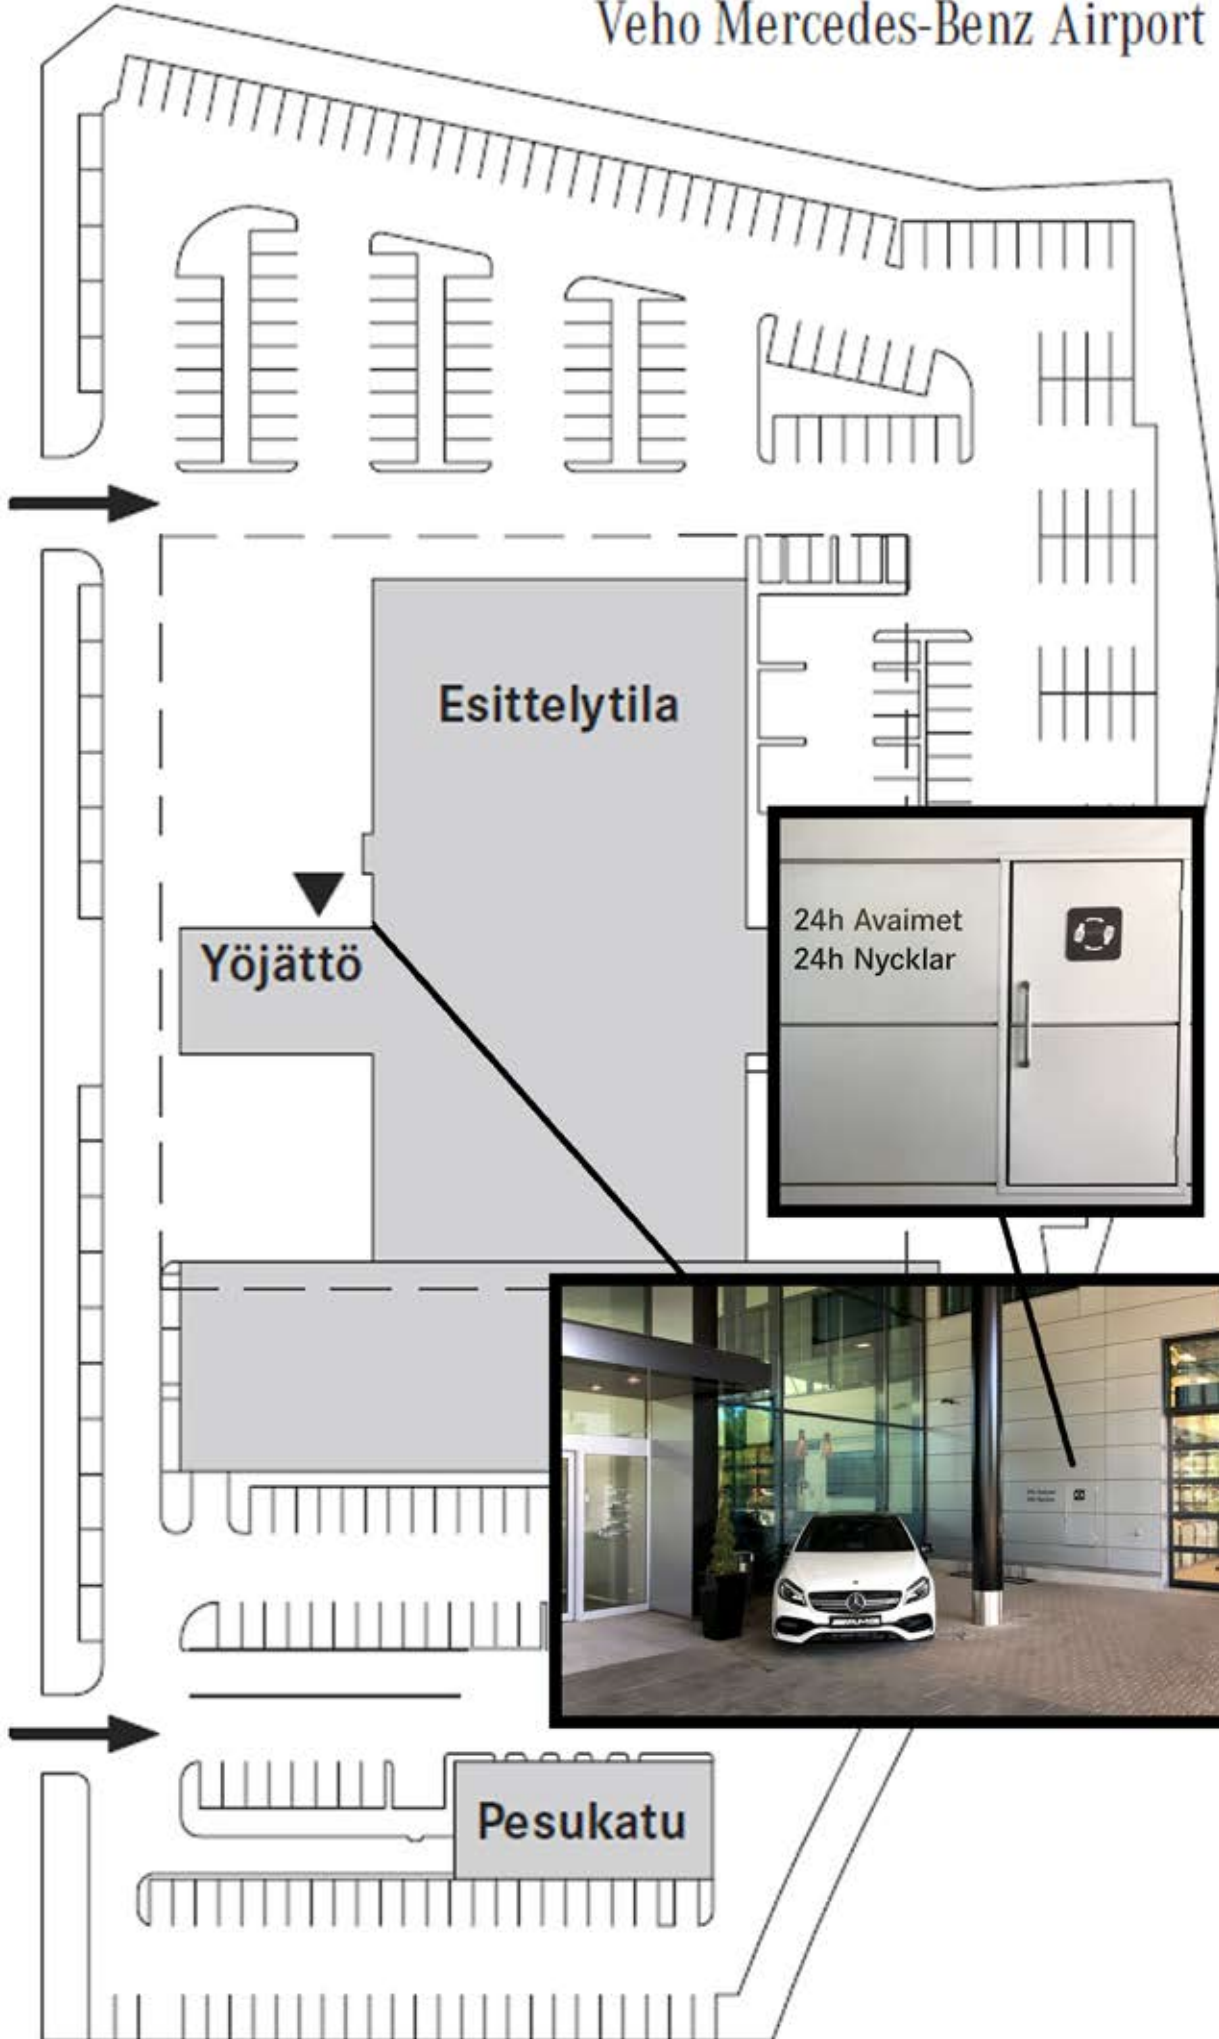 Veho Mercedes-Benz Airport
Esittelytila
24h Avaimet
24h Nycklar
Yöjättö
Pesukatu